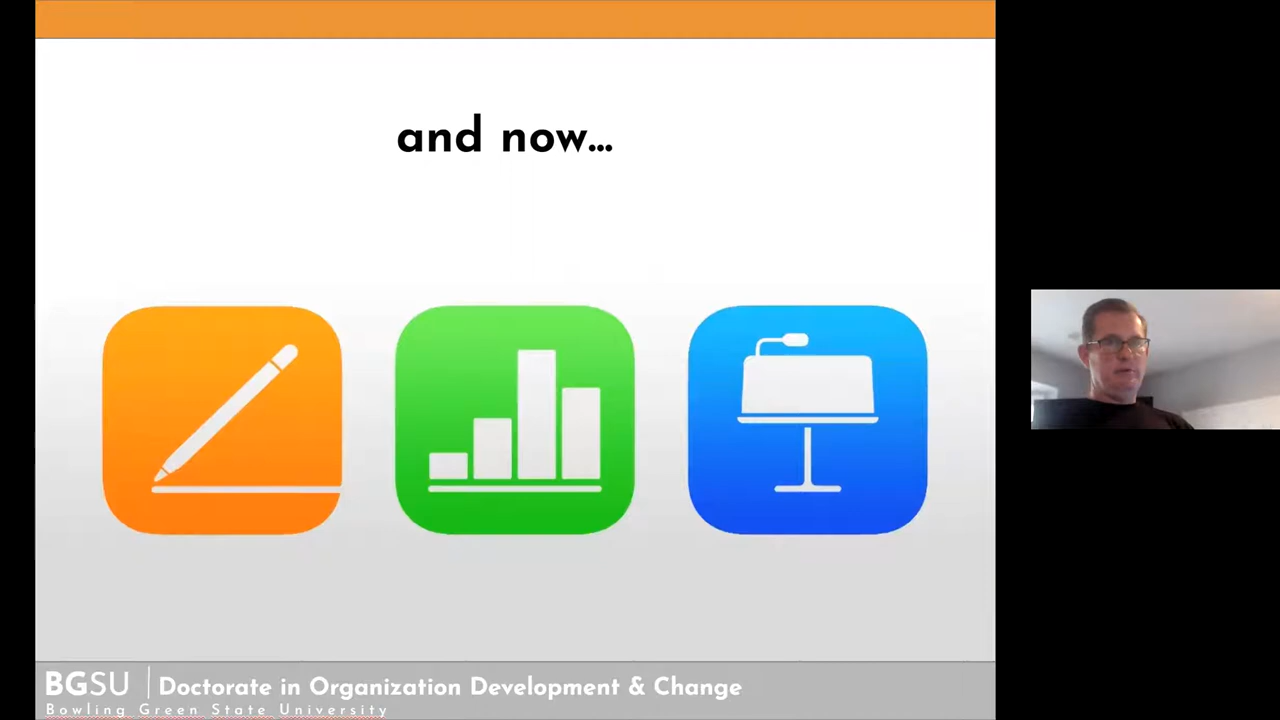 and now...
BGSU | Doctorate in Organization Development & Change
Bowling Green State University